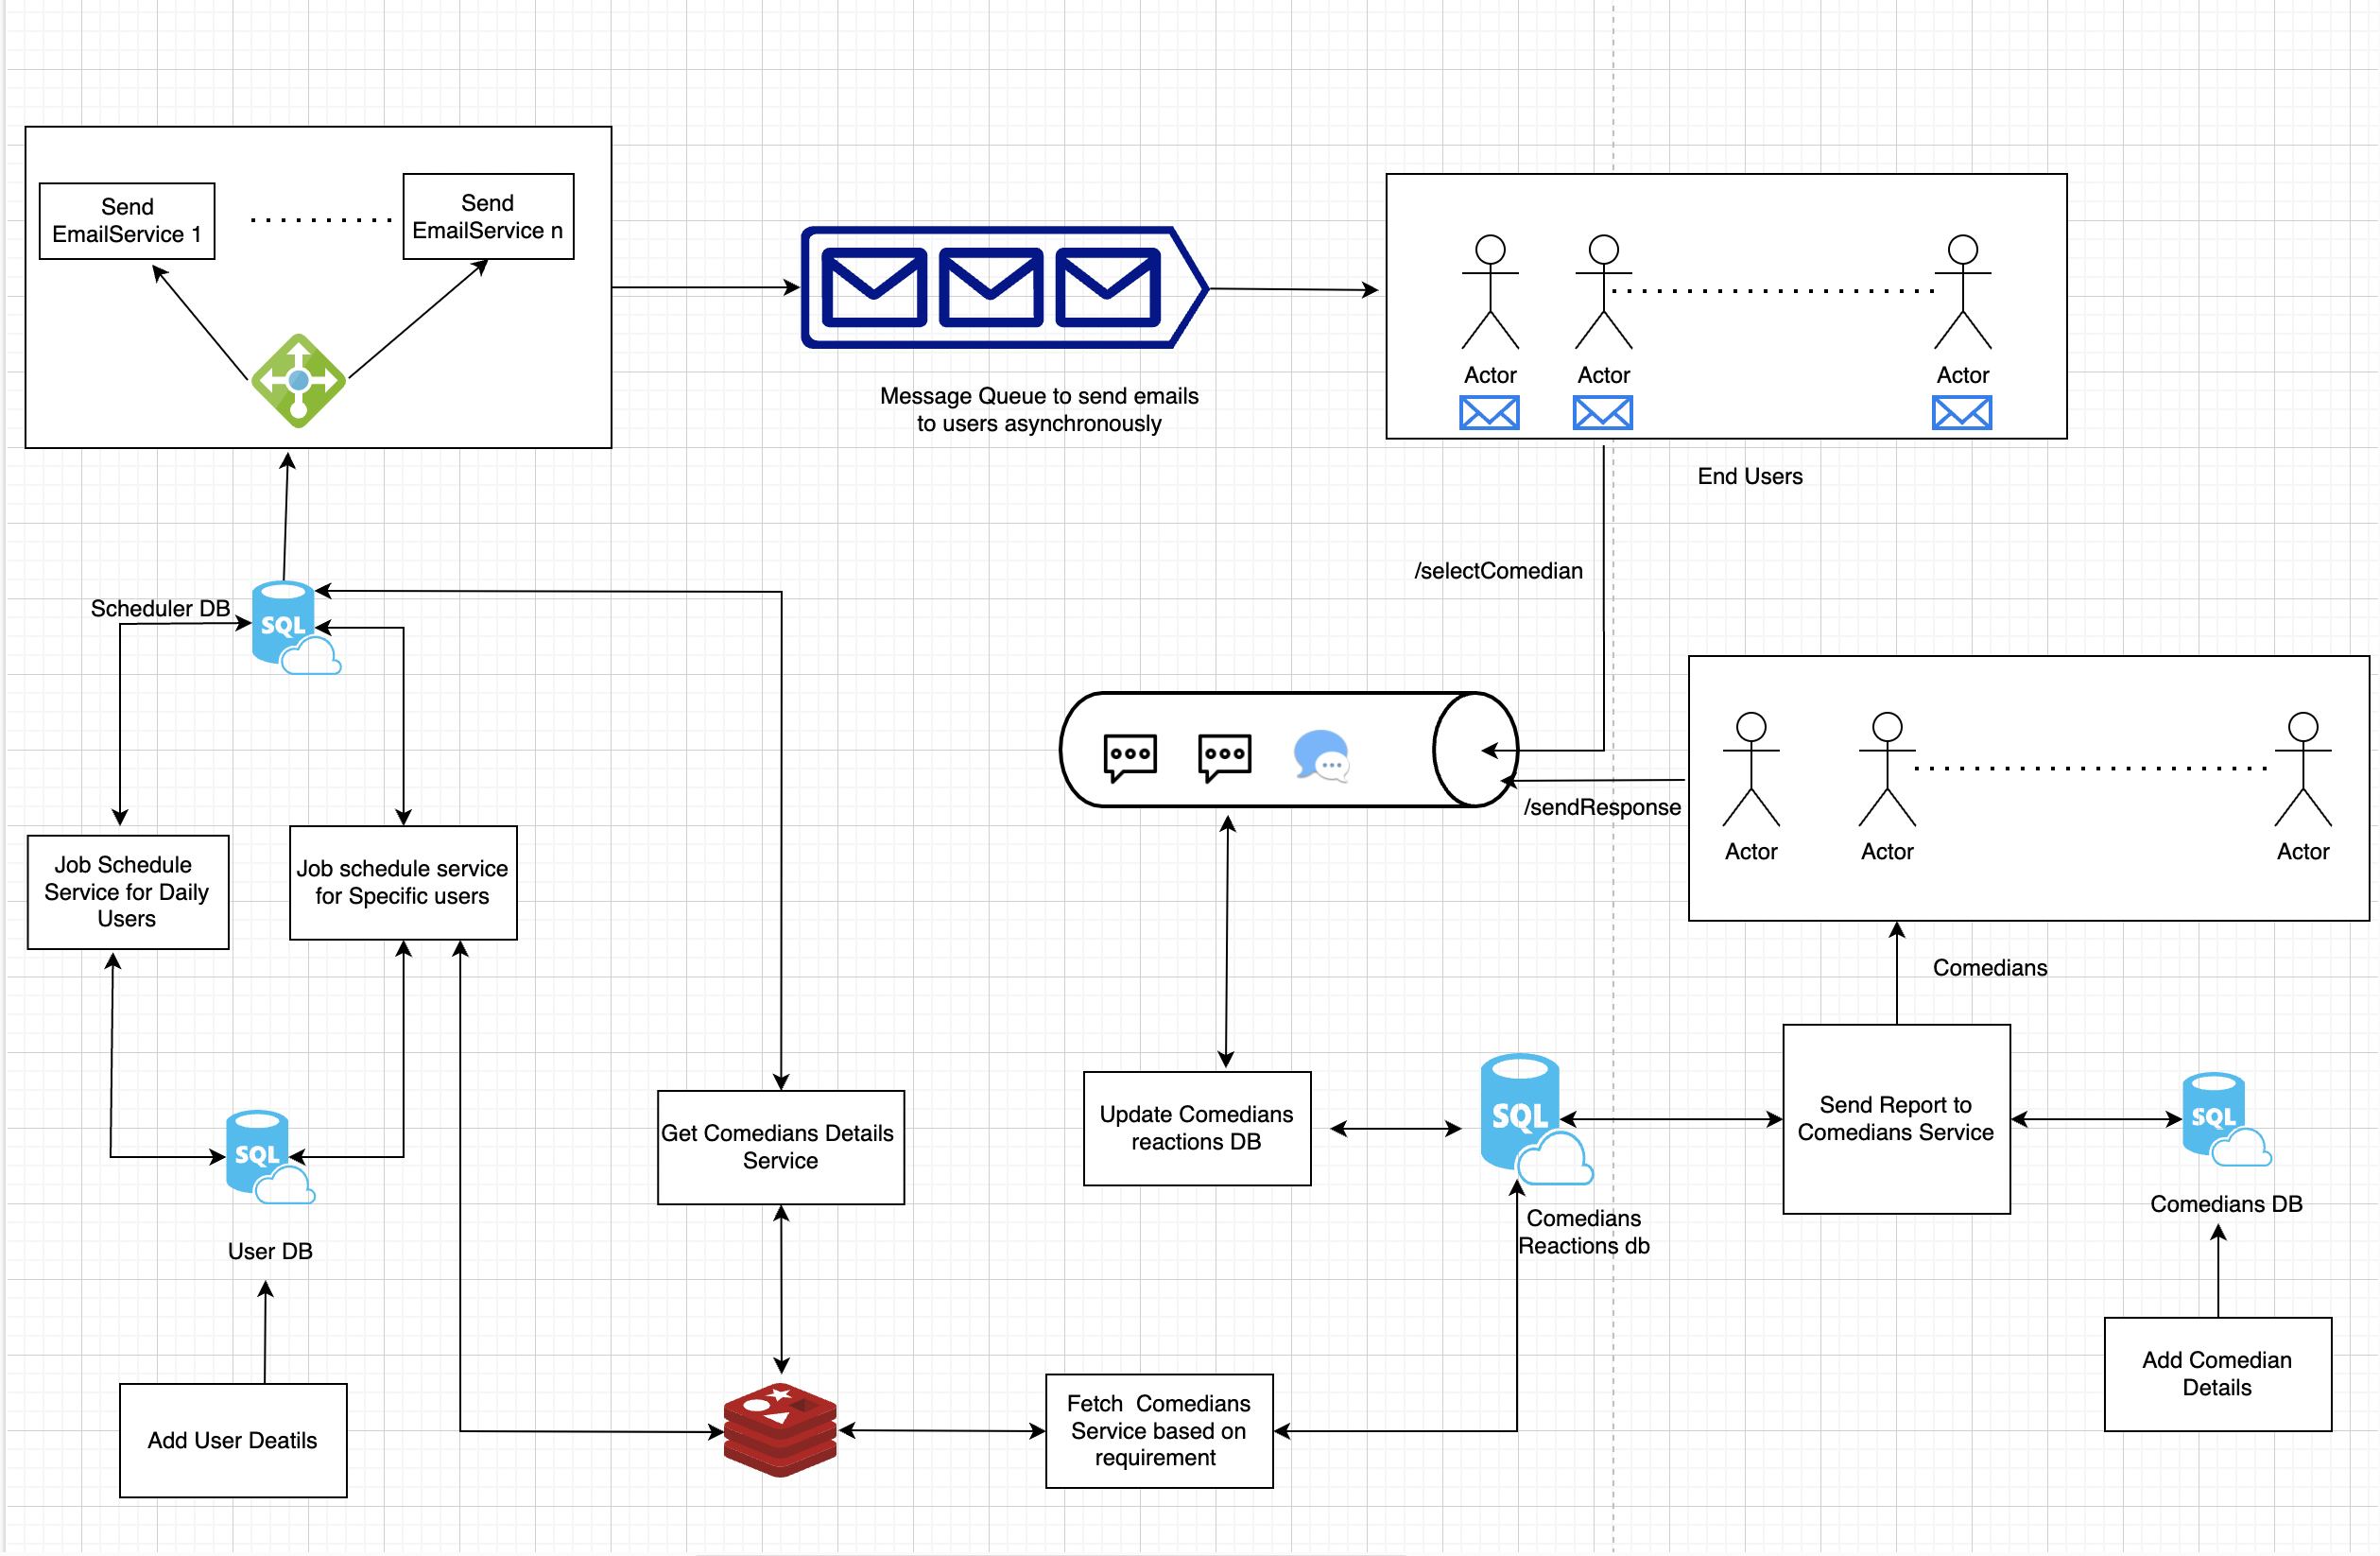 Send
EmailService 1
Send
EmailService n
Message Queue to send emails
to users asynchronously
Actor
Actor
Actor
End Users
/selectComedian
Scheduler DB
SQL
/sendResponse
Actor
Actor
Actor
Job Schedule
Service for Daily
Users
Job schedule service
for Specific users
Comedians
Get Comedians Details
Service
Update Comedians
reactions DB
SQL
Send Report to
Comedians Service
SQL
SQL
Comedians DB
Comedians
Reactions db
User DB
Add User Deatils
Fetch  Comedians
Service based on
requirement
Add Comedian
Details